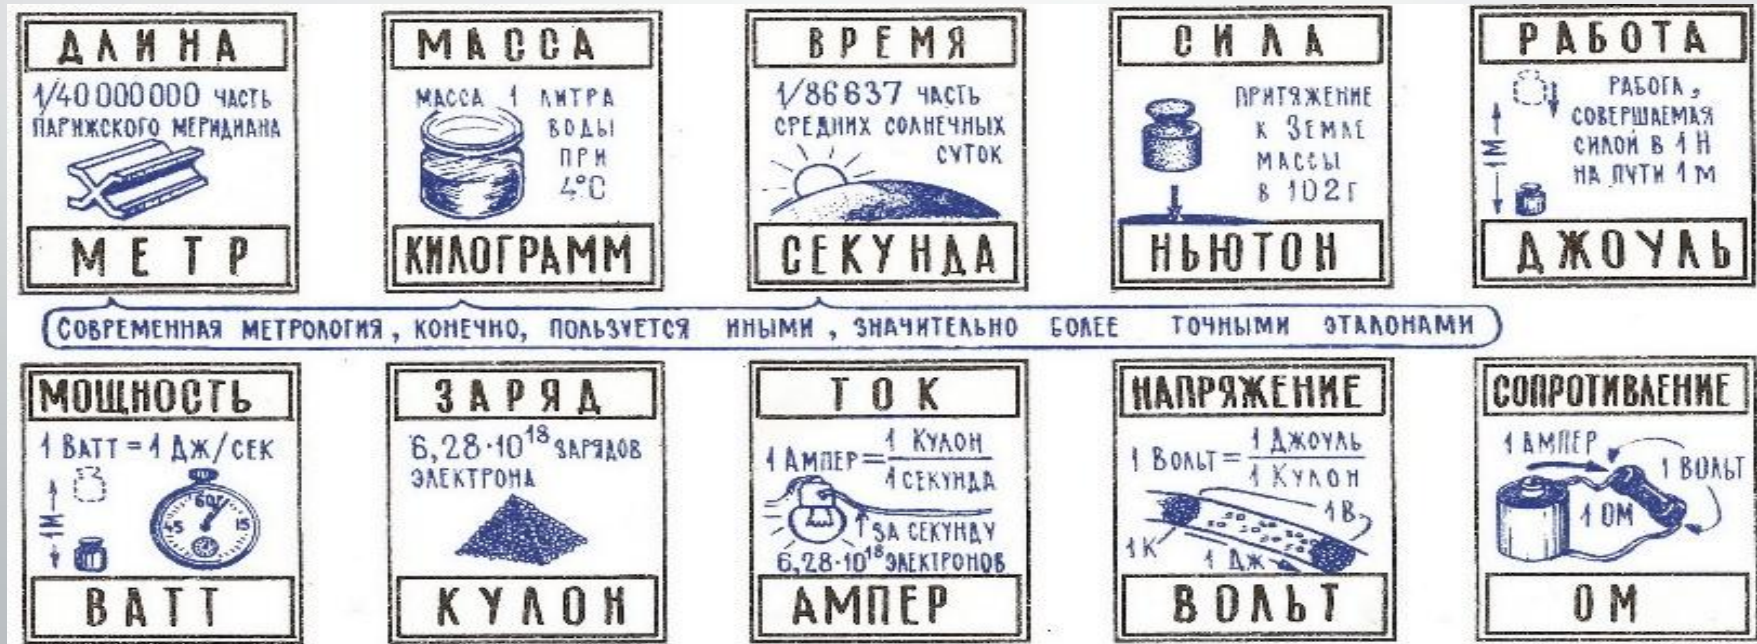 ДЛИНА
1/40 000 000 ЧАСТЬ
ПАРИЖСКОГО МЕРИДИАНА
МЕТР
МАССА
МАССА 1 ЛИТРА
ВОДЫ
ПРИ
4°С
КИЛОГРАММ
ВРЕМЯ
1/86637 ЧАСТЬ
СРЕДНИХ СОЛНЕЧНЫХ
СУТОК
СЕКУНДА
СИЛА
ПРИТЯЖЕНИЕ
К ЗЕМЛЕ
МАССЫ
В 102 Г
НЬЮТОН
РАБОТА
РАБОТА,
СОВЕРШАЕМАЯ
СИЛОЙ В 1 Н
НА ПУТИ 1 М
1М
ДЖОУЛЬ
СОВРЕМЕННАЯ МЕТРОЛОГИЯ, КОНЕЧНО, ПОЛЬЗУЕТСЯ ИНЫМИ, ЗНАЧИТЕЛЬНО БОЛЕЕ ТОЧНЫМИ ЭТАЛОНАМИ
МОЩНОСТЬ
1 ВАТТ = 1 ДЖ/СЕК
1М
60
45 15
ВАТТ
ЗАРЯД
6,28·10¹⁸ ЗАРЯДОВ
ЭЛЕКТРОНА
КУЛОН
ТОК
1 АМПЕР = 1 КУЛОН
1 СЕКУНДА
ЗА СЕКУНДУ
6,28·10¹⁸ ЭЛЕКТРОНОВ
АМПЕР
НАПРЯЖЕНИЕ
1 ВОЛЬТ = 1 ДЖОУЛЬ
1 КУЛОН
1В
1К
1 ДЖ
ВОЛЬТ
СОПРОТИВЛЕНИЕ
1 АМПЕР
1 ВОЛЬТ
1 ОМ
ОМ